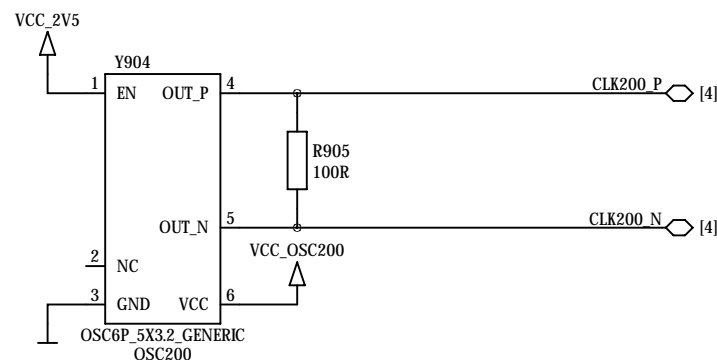 VCC_2V5
Y904
1 EN OUT_P 4
CLK200_P [4]
R905
100R
OUT_N 5
CLK200_N [4]
VCC_OSC200
2 NC
3 GND VCC 6
OSC6P_5X3.2_GENERIC
OSC200